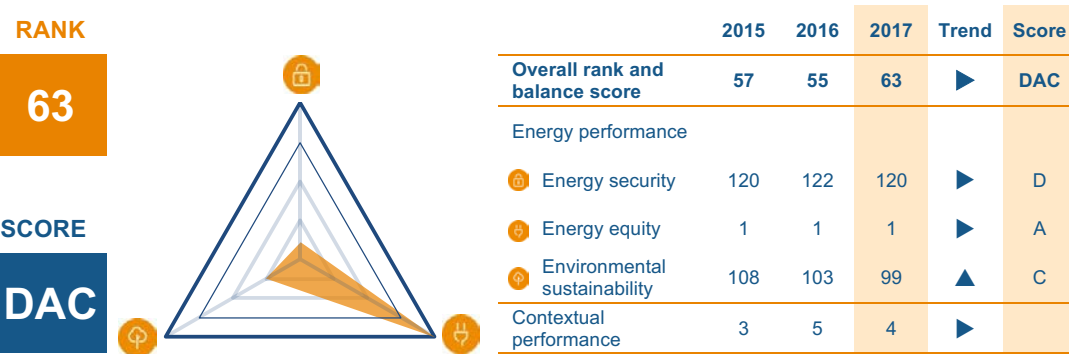 RANK
63
SCORE
DAC
2015 2016 2017 Trend Score
Overall rank and
balance score 57 55 63 DAC
Energy performance
Energy security 120 122 120 D
Energy equity 1 1 1 A
Environmental
sustainability 108 103 99 C
Contextual
performance 3 5 4